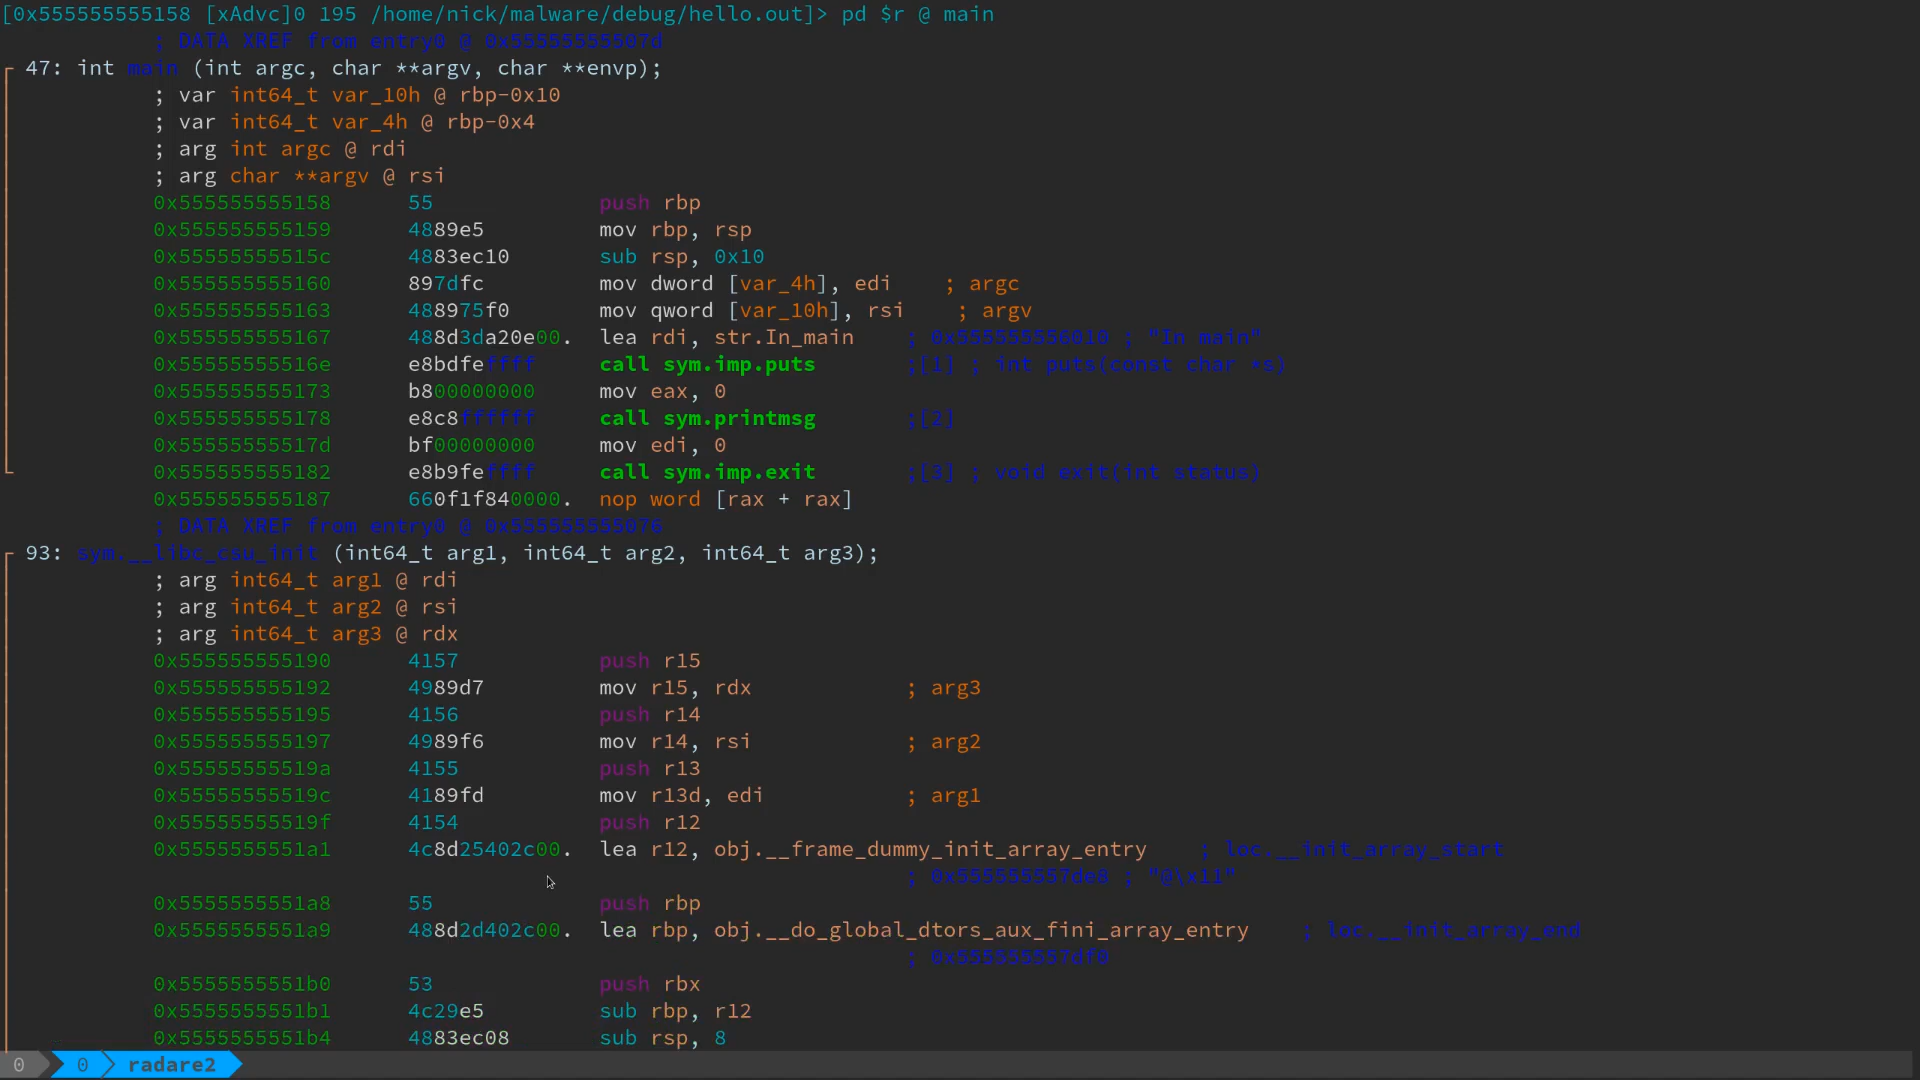 [0x555555555158 [xAdvc]0 195 /home/nick/malware/debug/hello.out]> pd $r @ main
; DATA XREF from entry0 @ 0x55555555507d
47: int main (int argc, char **argv, char **envp);
; var int64_t var_10h @ rbp-0x10
; var int64_t var_4h @ rbp-0x4
; arg int argc @ rdi
; arg char **argv @ rsi
0x555555555158 55 push rbp
0x555555555159 4889e5 mov rbp, rsp
0x55555555515c 4883ec10 sub rsp, 0x10
0x555555555160 897dfc mov dword [var_4h], edi ; argc
0x555555555163 488975f0 mov qword [var_10h], rsi ; argv
0x555555555167 488d3da20e00. lea rdi, str.In_main ; 0x555555556010 ; "In main"
0x55555555516e e8bdfeffff call sym.imp.puts ;[1] ; int puts(const char *s)
0x555555555173 b800000000 mov eax, 0
0x555555555178 e8c8ffffff call sym.printmsg ;[2]
0x55555555517d bf00000000 mov edi, 0
0x555555555182 e8b9feffff call sym.imp.exit ;[3] ; void exit(int status)
0x555555555187 660f1f840000. nop word [rax + rax]
; DATA XREF from entry0 @ 0x555555555076
93: sym.__libc_csu_init (int64_t arg1, int64_t arg2, int64_t arg3);
; arg int64_t arg1 @ rdi
; arg int64_t arg2 @ rsi
; arg int64_t arg3 @ rdx
0x555555555190 4157 push r15
0x555555555192 4989d7 mov r15, rdx ; arg3
0x555555555195 4156 push r14
0x555555555197 4989f6 mov r14, rsi ; arg2
0x55555555519a 4155 push r13
0x55555555519c 4189fd mov r13d, edi ; arg1
0x55555555519f 4154 push r12
0x5555555551a1 4c8d25402c00. lea r12, obj.__frame_dummy_init_array_entry ; loc.__init_array_start
; 0x555555557de8 ; "@\x11"
0x5555555551a8 55 push rbp
0x5555555551a9 488d2d402c00. lea rbp, obj.__do_global_dtors_aux_fini_array_entry ; loc.__init_array_end
; 0x555555557df0
0x5555555551b0 53 push rbx
0x5555555551b1 4c29e5 sub rbp, r12
0x5555555551b4 4883ec08 sub rsp, 8
0 0 radare2